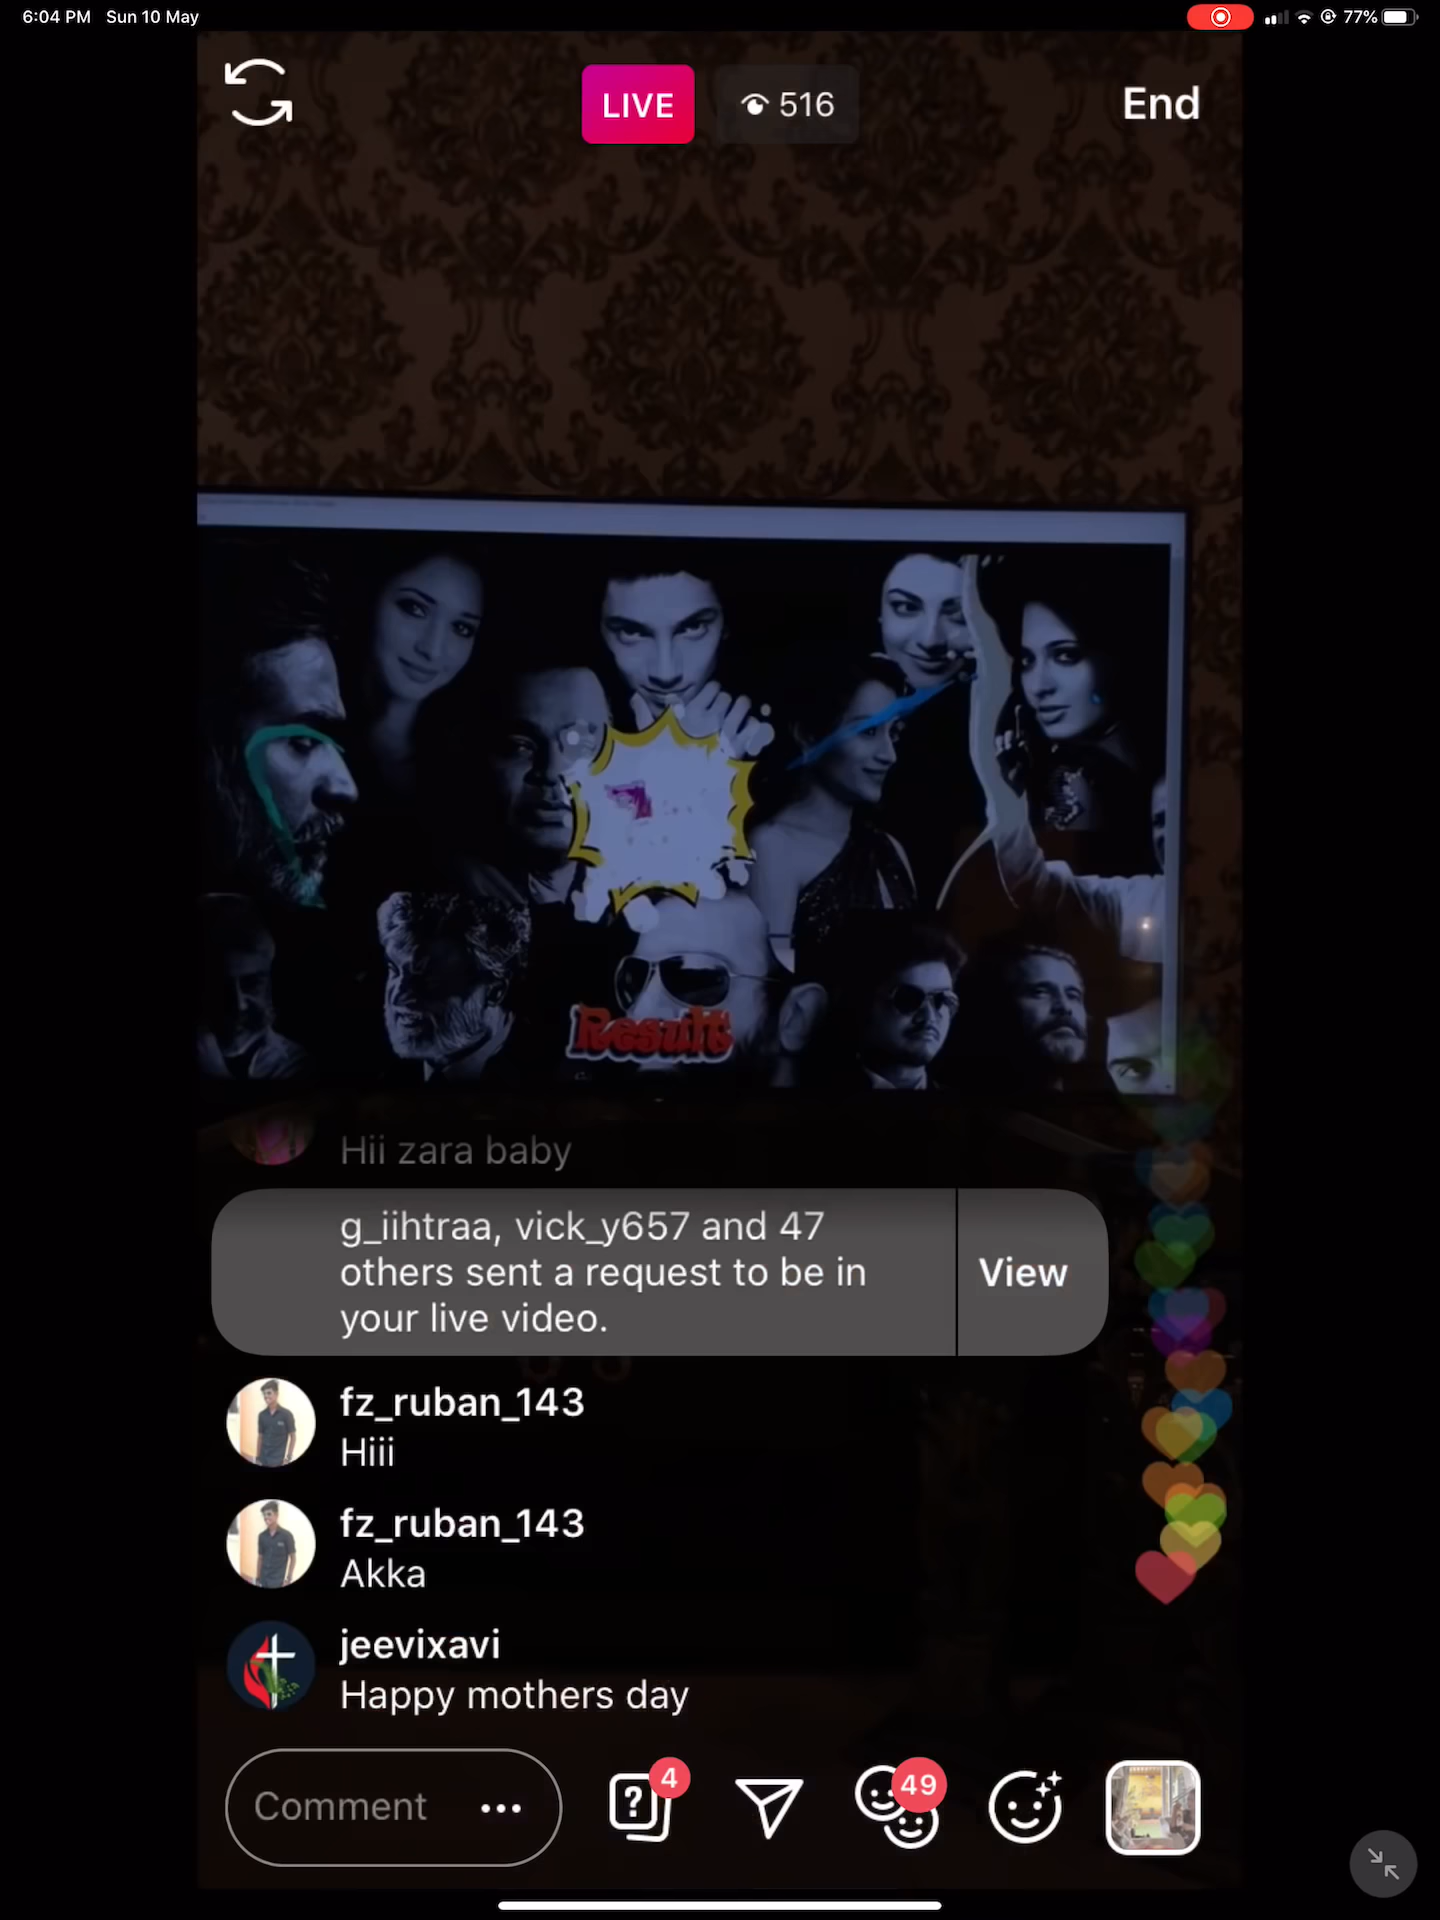 6:04 PM Sun 10 May
77%
LIVE
516
End
Result
Hii zara baby
g_iihtraa, vick_y657 and 47
others sent a request to be in
your live video.
View
fz_ruban_143
Hiii
fz_ruban_143
Akka
jeevixavi
Happy mothers day
Comment
?
4
49